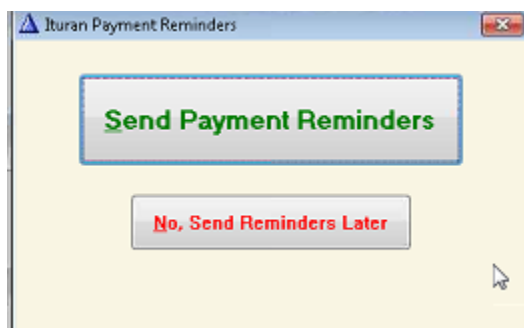 Ituran Payment Reminders
Send Payment Reminders
No, Send Reminders Later